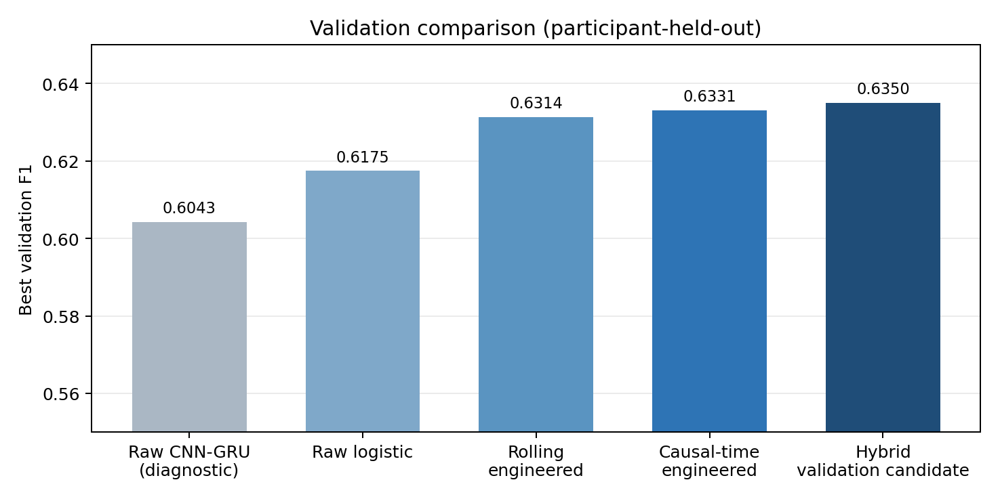 Validation comparison (participant-held-out)
Best validation F1
0.64
0.62
0.60
0.58
0.56
0.6043
0.6175
0.6314
0.6331
0.6350
Raw CNN-GRU
(diagnostic)
Raw logistic
Rolling
engineered
Causal-time
engineered
Hybrid
validation candidate